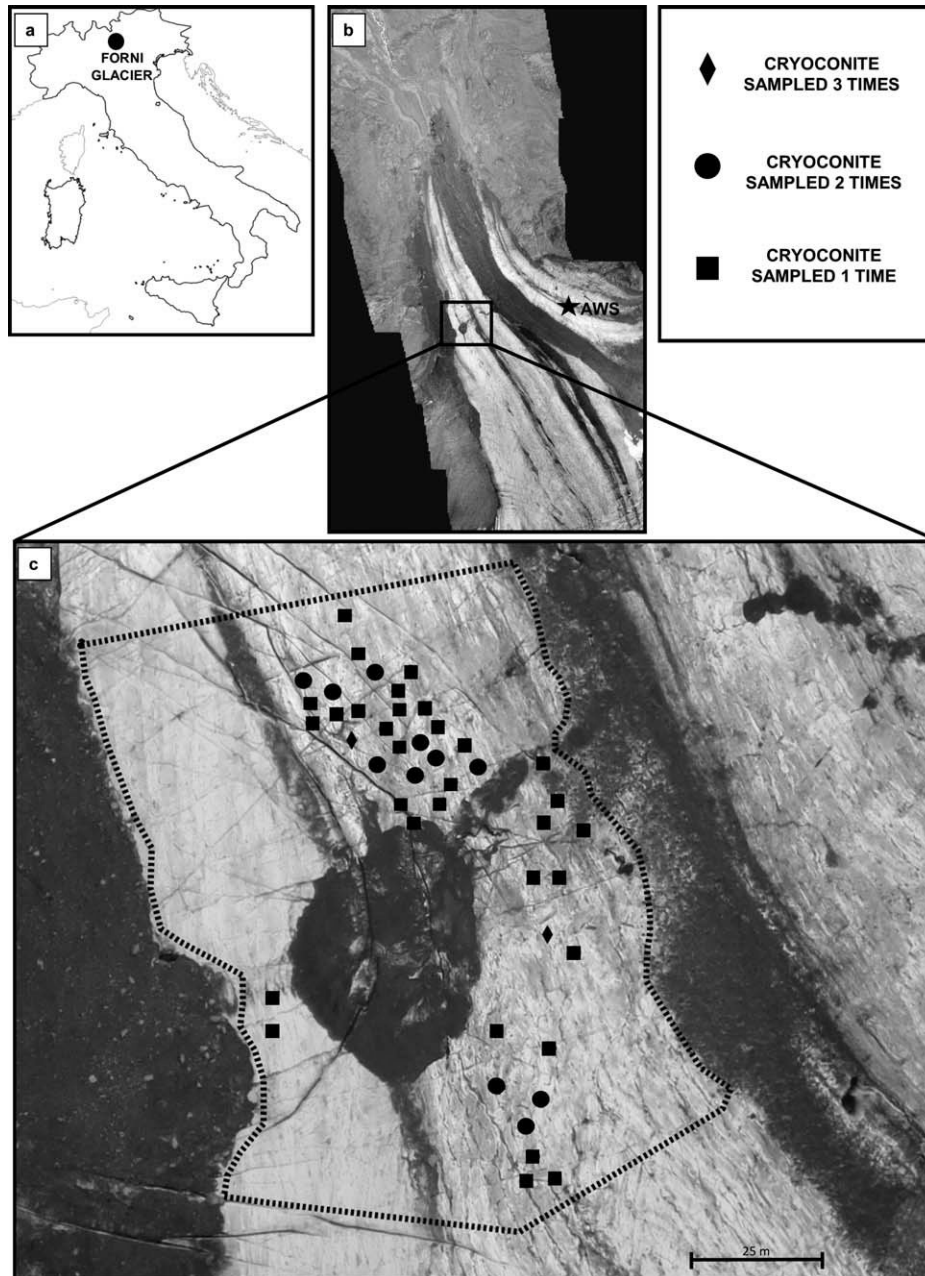 a
FORNI
GLACIER
b
AWS
CRYOCONITE
SAMPLED 3 TIMES
CRYOCONITE
SAMPLED 2 TIMES
CRYOCONITE
SAMPLED 1 TIME
c
25 m